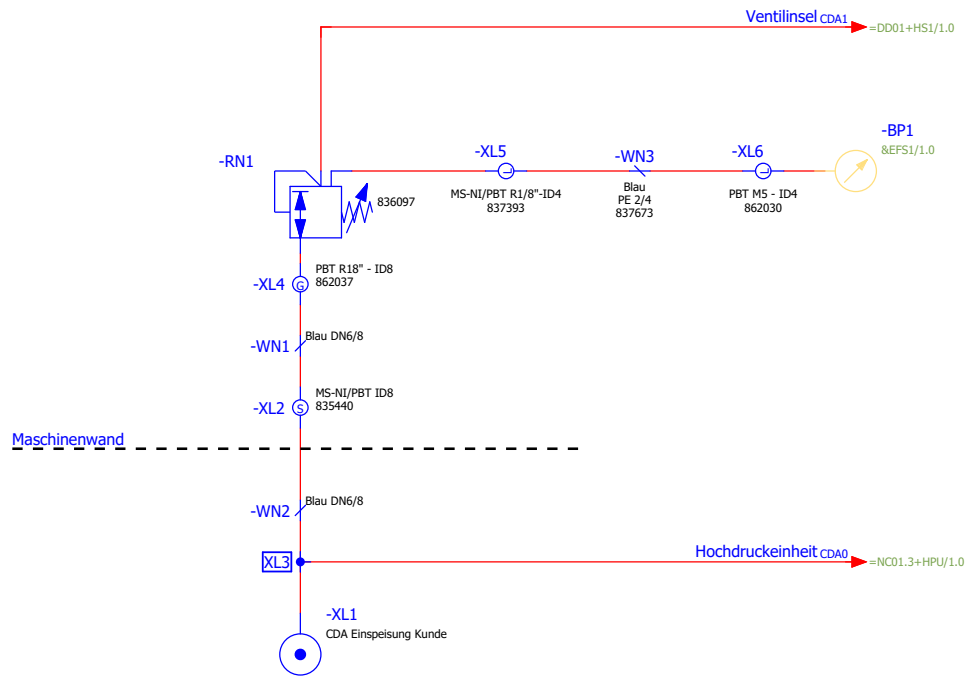 Ventilinsel CDA1
=DD01+HS1/1.0
-BP1
&EFS1/1.0
-RN1
836097
-XL5
L
MS-NI/PBT R1/8"-ID4
837393
-WN3
Blau
PE 2/4
837673
-XL6
L
PBT M5 - ID4
862030
-XL4
G
PBT R18" - ID8
862037
-WN1
Blau DN6/8
-XL2
S
MS-NI/PBT ID8
835440
Maschinenwand
-WN2
Blau DN6/8
XL3
Hochdruckeinheit CDA0
=NC01.3+HPU/1.0
-XL1
CDA Einspeisung Kunde